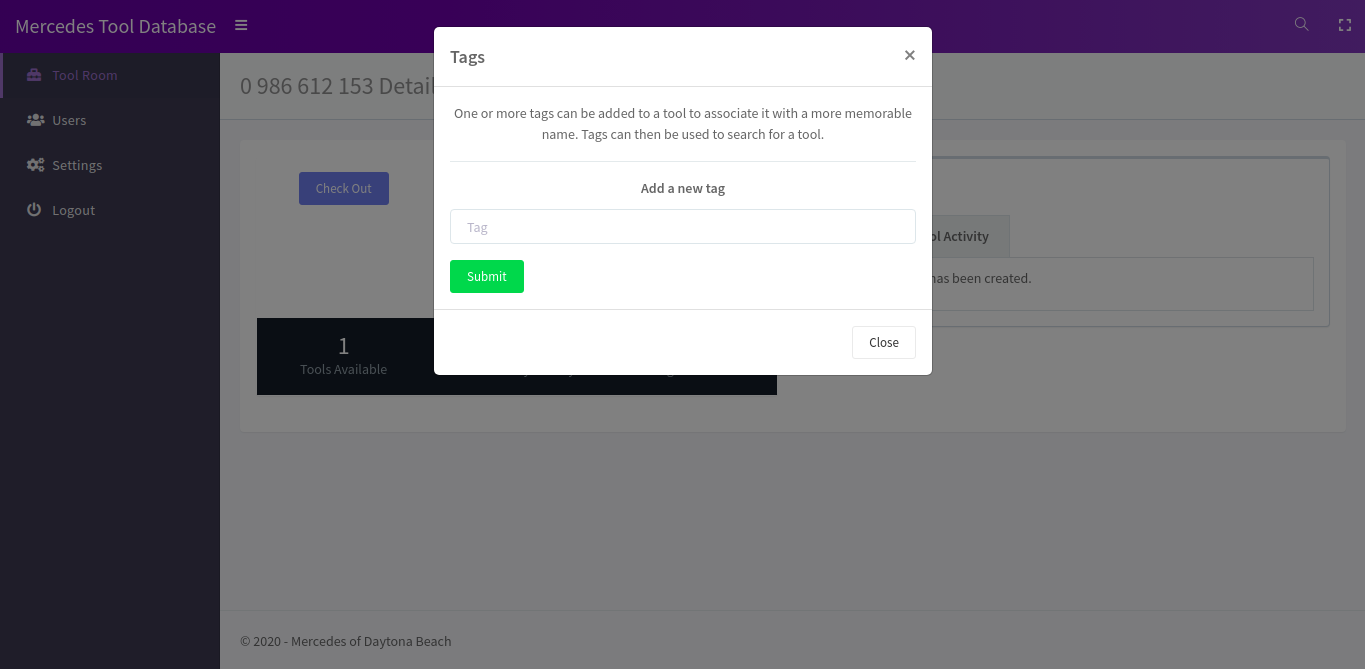 Mercedes Tool Database
Tool Room
Users
Settings
Logout
0 986 612 153
Check Out
1
Tools Available
Activity
has been created.
Tags
×
One or more tags can be added to a tool to associate it with a more memorable
name. Tags can then be used to search for a tool.
Add a new tag
Tag
Submit
Close
© 2020 - Mercedes of Daytona Beach